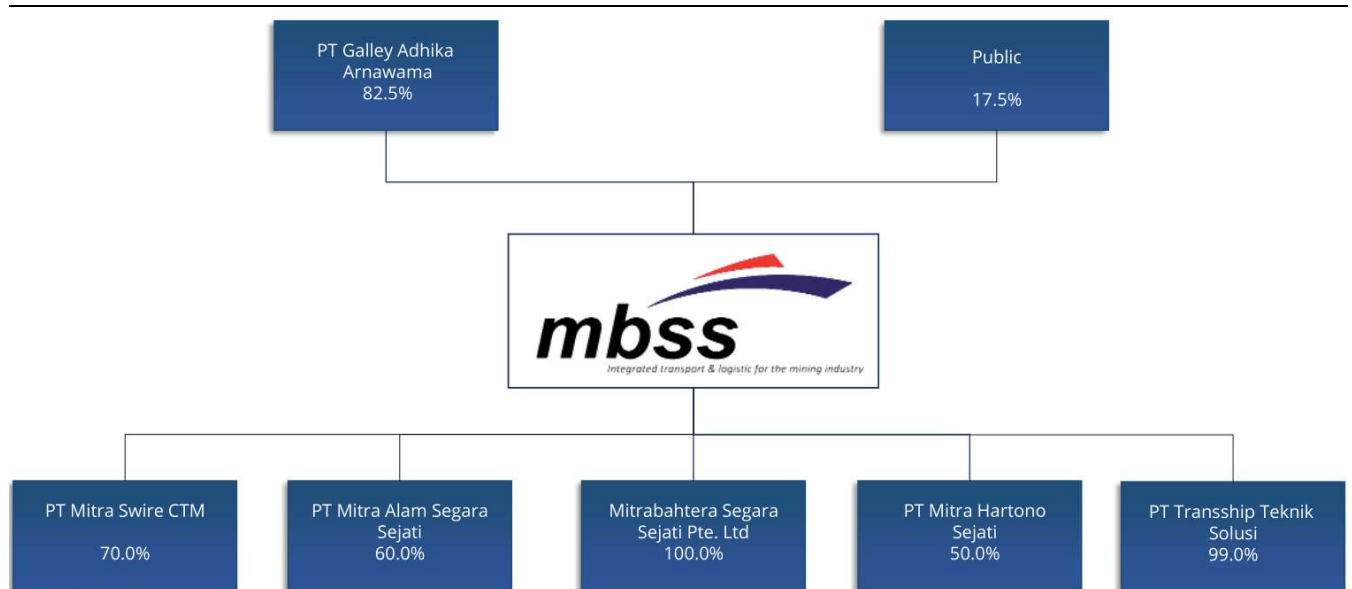 PT Galley Adhika
Arnawama
82.5%
Public
17.5%
mbss
Integrated transport & logistic for the mining industry
PT Mitra Swire CTM
70.0%
PT Mitra Alam Segara
Sejati
60.0%
Mitrabahtera Segara
Sejati Pte. Ltd
100.0%
PT Mitra Hartono
Sejati
50.0%
PT Transship Teknik
Solusi
99.0%